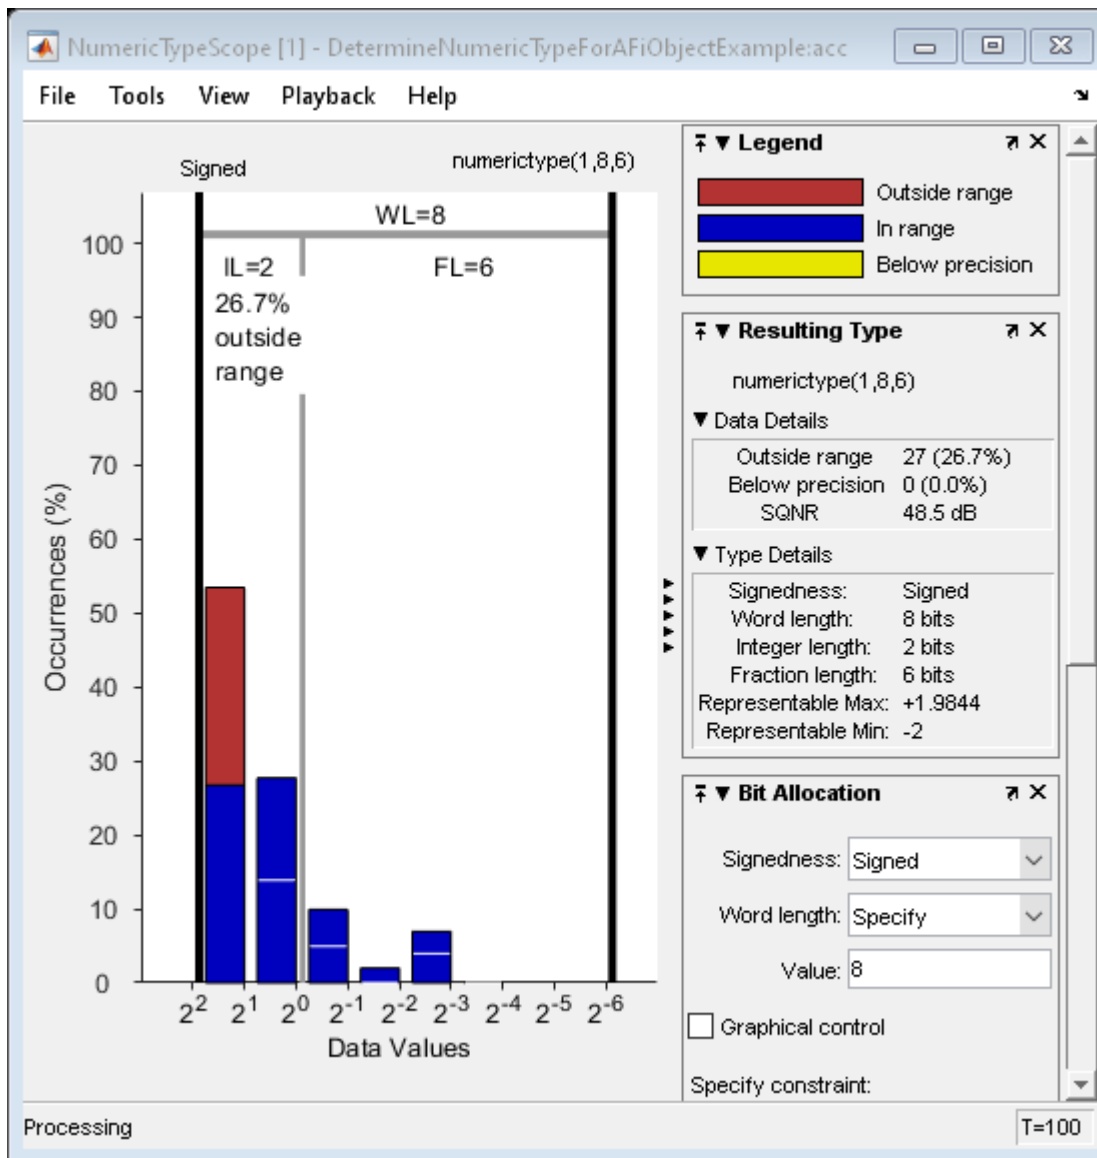 NumericTypeScope [1] - DetermineNumericTypeForAFiObjectExample:acc
File Tools View Playback Help
Signed numerictype(1,8,6)
WL=8
IL=2 FL=6
26.7%
outside
range
100
90
80
70
60
50
40
30
20
10
0
Occurrences (%)
2^2 2^1 2^0 2^-1 2^-2 2^-3 2^-4 2^-5 2^-6
Data Values
Legend
Outside range
In range
Below precision
Resulting Type
numerictype(1,8,6)
Data Details
Outside range 27 (26.7%)
Below precision 0 (0.0%)
SQNR 48.5 dB
Type Details
Signedness: Signed
Word length: 8 bits
Integer length: 2 bits
Fraction length: 6 bits
Representable Max: +1.9844
Representable Min: -2
Bit Allocation
Signedness: Signed
Word length: Specify
Value: 8
Graphical control
Specify constraint:
Processing T=100